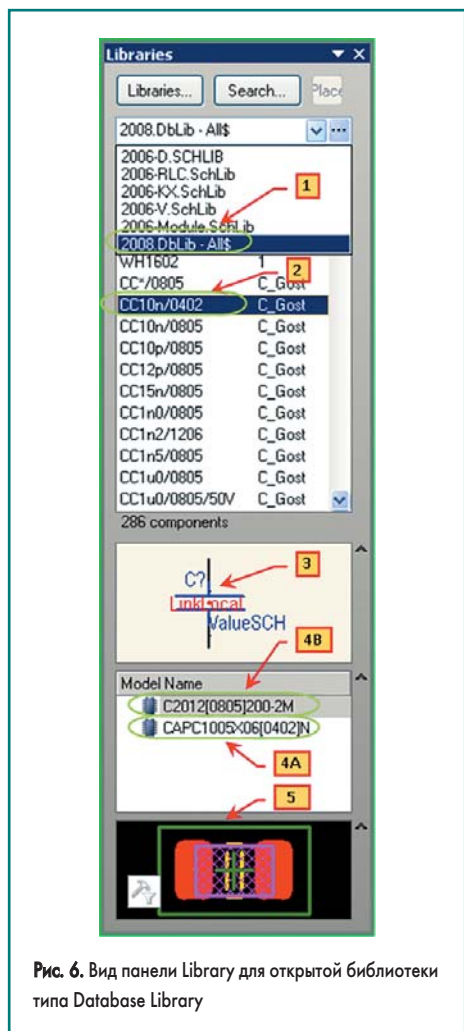 Libraries
Libraries... Search... Place
2008.DbLib - All$
2006-D.SCHLIB
2006-RLC.SchLib
2006-KX.SchLib
1
2006-V.SchLib
2006-Module.SchLib
2008.DbLib - All$
WH1602 1
2
CC*/0805 C_Gost
CC10n/0402 C_Gost
CC10n/0805 C_Gost
CC10p/0805 C_Gost
CC12p/0805 C_Gost
CC15n/0805 C_Gost
CC1n0/0805 C_Gost
CC1n2/1206 C_Gost
CC1n5/0805 C_Gost
CC1u0/0805 C_Gost
CC1u0/0805/50V C_Gost
286 components
3
C?
LinkLocal
ValueSCH
4B
Model Name
C2012[0805]200-2M
CAPC1005X06[0402]N
4A
5
Рис. 6. Вид панели Library для открытой библиотеки
типа Database Library